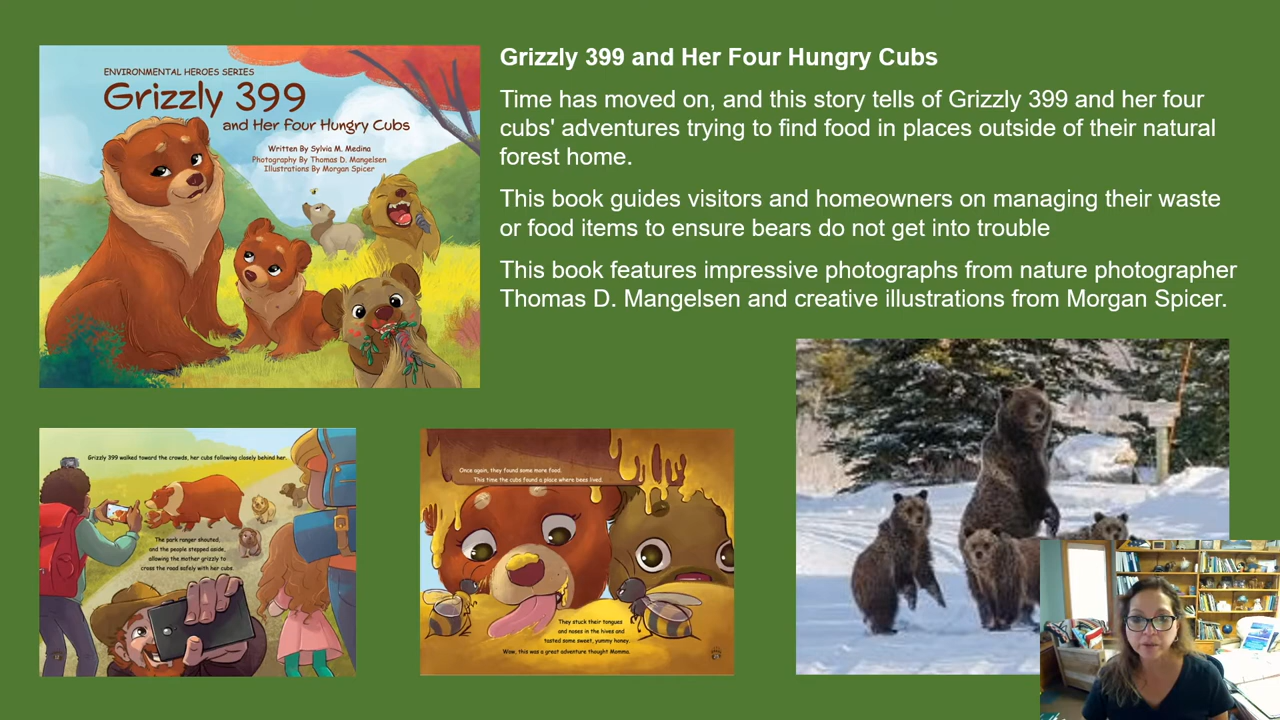 ENVIRONMENTAL HEROES SERIES
Grizzly 399
and Her Four Hungry Cubs
Written By Sylvia M. Medina
Photography By Thomas D. Mangelsen
Illustrations By Morgan Spicer
Grizzly 399 and Her Four Hungry Cubs
Time has moved on, and this story tells of Grizzly 399 and her four
cubs' adventures trying to find food in places outside of their natural
forest home.
This book guides visitors and homeowners on managing their waste
or food items to ensure bears do not get into trouble
This book features impressive photographs from nature photographer
Thomas D. Mangelsen and creative illustrations from Morgan Spicer.
Grizzly 399 walked toward the crowds, her cubs following closely behind her.
The park ranger shouted,
and the people stepped aside,
allowing the mother grizzly to
cross the road safely with her cubs.
Once again, they found some more food.
This time the cubs found a place where bees lived.
They stuck their tongues
and noses in the hives and
tasted some sweet, yummy honey.
Wow, this was a great adventure thought Momma.